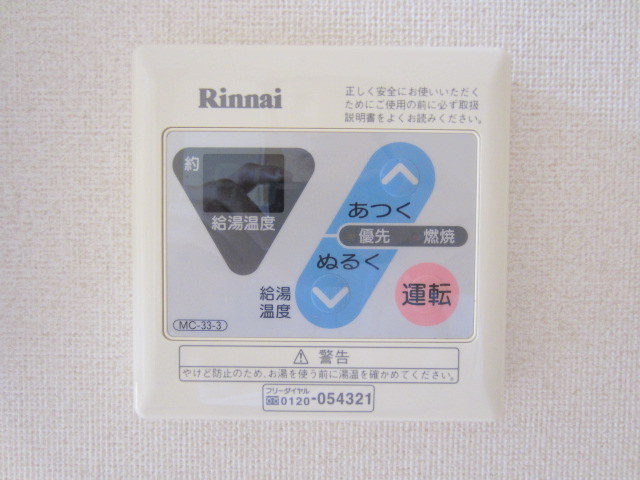 Rinnai
正しく安全にお使いいただく
ためにご使用の前に必ず取扱
説明書をよくお読みください。
約
給湯温度
あつく
優先 燃焼
ぬるく
給湯
温度
運転
MC-33-3
⚠ 警告
やけど防止のため、お湯を使う前に湯温を確かめてください。
フリーダイヤル
0120-054321